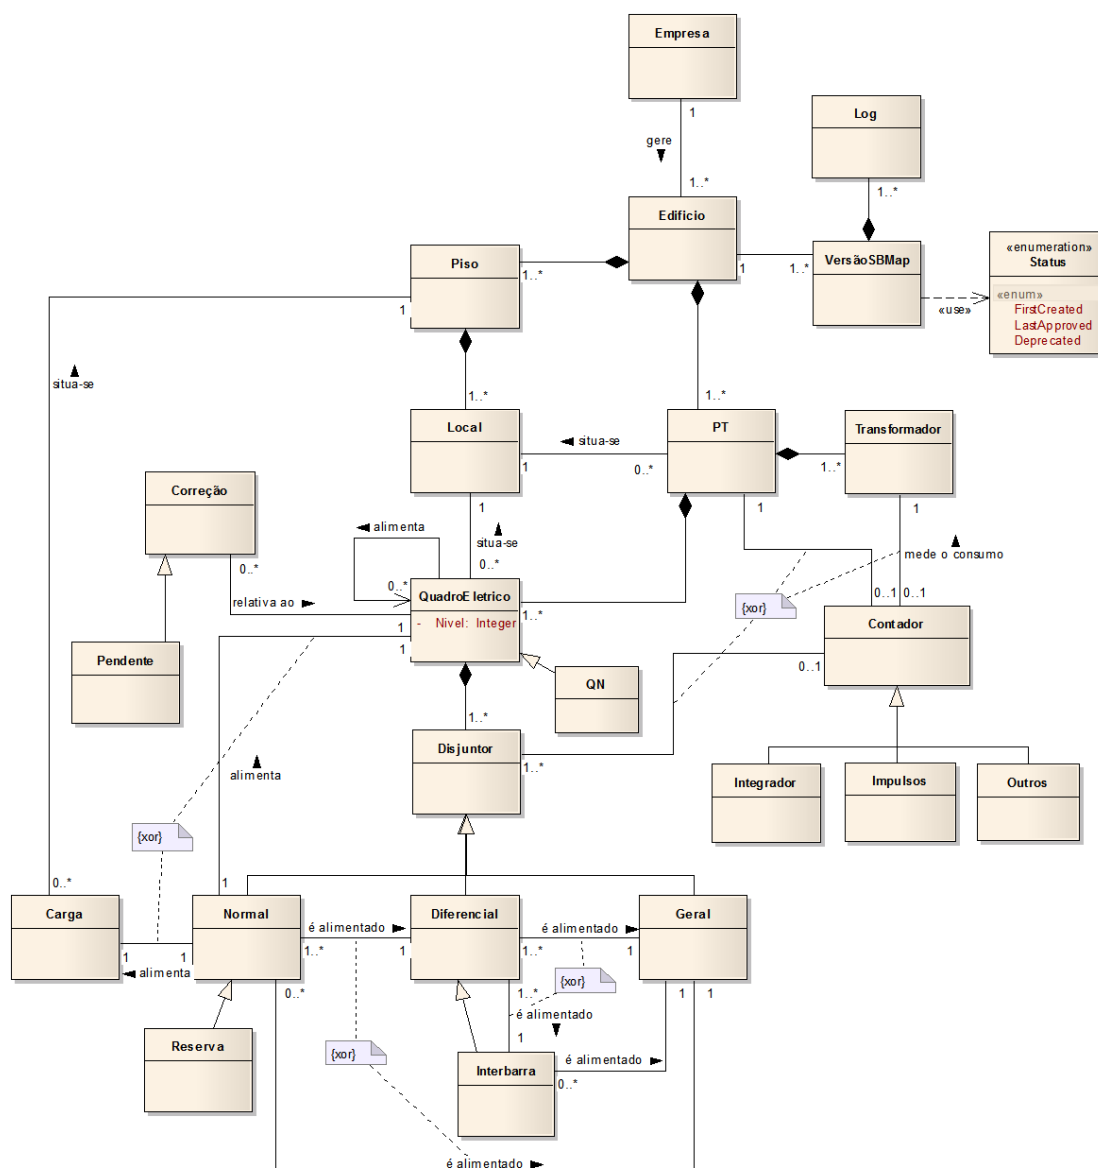 Empresa
1
gere
1..*
Log
1..*
Edificio
1..*
1
1..*
VersãoSBMap
«use»
«enumeration»
Status
«enum»
FirstCreated
LastApproved
Deprecated
Piso
1
situa-se
1..*
1..*
Local
1
situa-se
0..*
PT
1..*
Transformador
1
1
1
Correção
0..*
alimenta
situa-se
0..*
0..*
mede o consumo
{xor}
0..1
0..1
relativa ao
QuadroEletrico
- Nivel: Integer
1..*
1
1
Contador
0..1
Pendente
QN
1..*
Disjuntor
1..*
alimenta
Integrador
Impulsos
Outros
{xor}
0..*
1
Carga
Normal
é alimentado
Diferencial
é alimentado
Geral
1
1
1..*
1
1..*
1
alimenta
{xor}
0..*
1..*
1
1
é alimentado
Reserva
{xor}
1
é alimentado
Interbarra
0..*
é alimentado